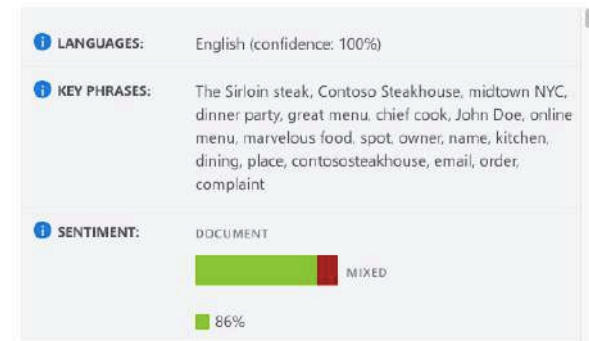 LANGUAGES: English (confidence: 100%)
KEY PHRASES: The Sirloin steak, Contoso Steakhouse, midtown NYC,
dinner party, great menu, chief cook, John Doe, online
menu, marvelous food, spot, owner, name, kitchen,
dining, place, contososteakhouse, email, order,
complaint
SENTIMENT: DOCUMENT
MIXED
86%